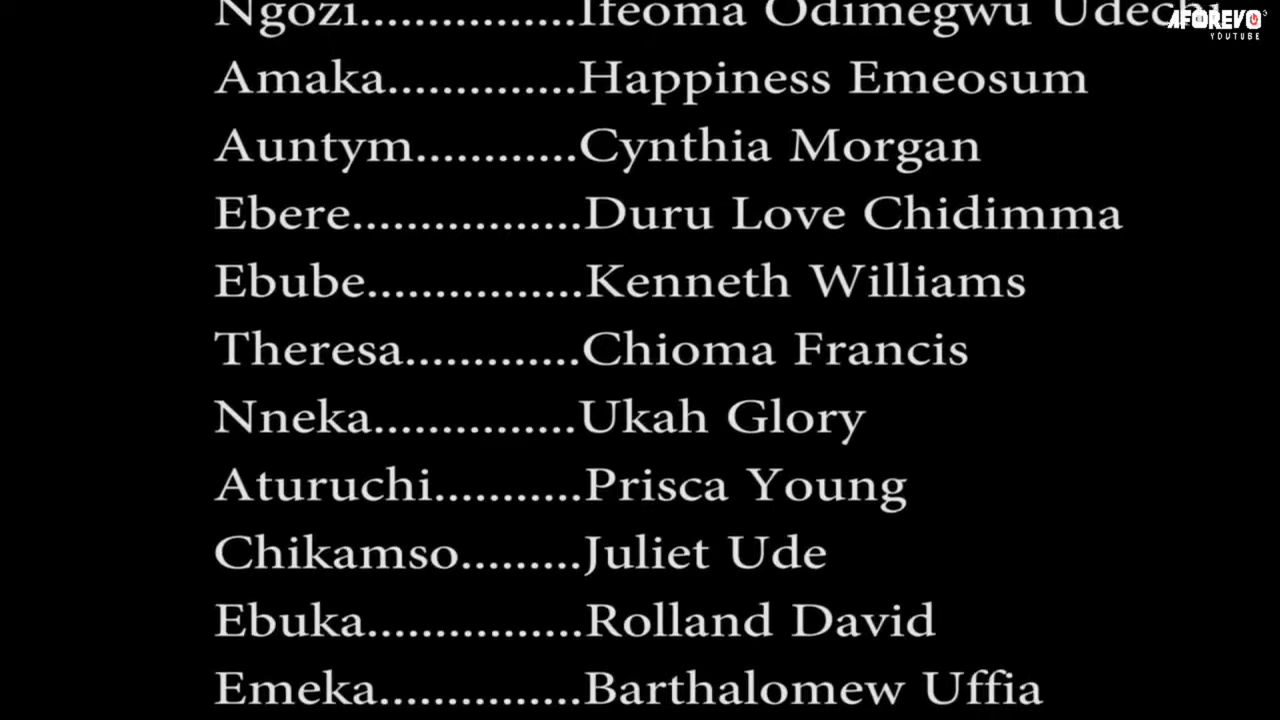 Ngozi................Ifeoma Odimegwu Udechi
AFOREVO
YOUTUBE
Amaka..............Happiness Emeosum
Auntym............Cynthia Morgan
Ebere.................Duru Love Chidimma
Ebube................Kenneth Williams
Theresa.............Chioma Francis
Nneka...............Ukah Glory
Aturuchi...........Prisca Young
Chikamso.........Juliet Ude
Ebuka................Rolland David
Emeka...............Barthalomew Uffia